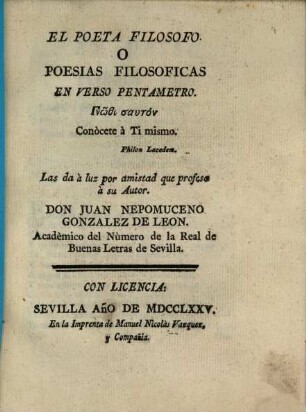 EL POETA FILOSOFO.
O
POESIAS FILOSOFICAS
EN VERSO PENTAMETRO.
Γνῶθι σαυτόν
Conòcete à Ti mismo.
Philon Lacedem.
Las da à luz por amistad que profesa
à su Autor.
DON JUAN NEPOMUCENO
GONZALEZ DE LEON.
Acadèmico del Nùmero de la Real de
Buenas Letras de Sevilla.
CON LICENCIA:
SEVILLA AñO DE MDCCLXXV.
En la Imprenta de Manuel Nicolàs Vazquez,
y Compañia.